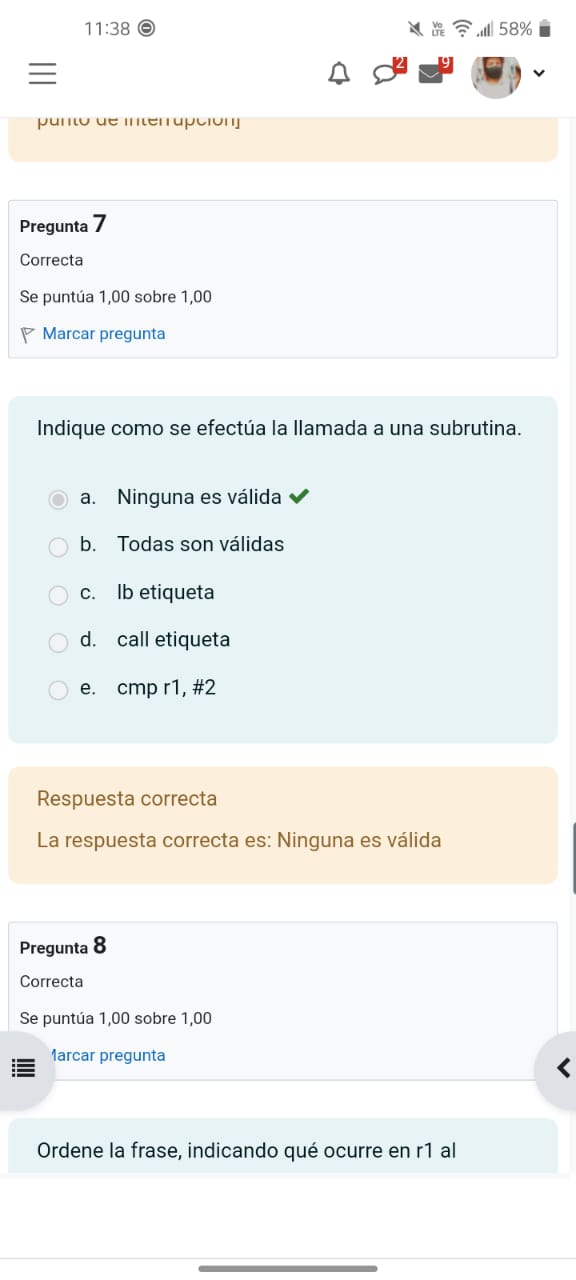 11:38
Vo
LTE
58%
2
9
punto de interrupción]
Pregunta 7
Correcta
Se puntúa 1,00 sobre 1,00
Marcar pregunta
Indique como se efectúa la llamada a una subrutina.
a. Ninguna es válida
b. Todas son válidas
c. lb etiqueta
d. call etiqueta
e. cmp r1, #2
Respuesta correcta
La respuesta correcta es: Ninguna es válida
Pregunta 8
Correcta
Se puntúa 1,00 sobre 1,00
Marcar pregunta
Ordene la frase, indicando qué ocurre en r1 al